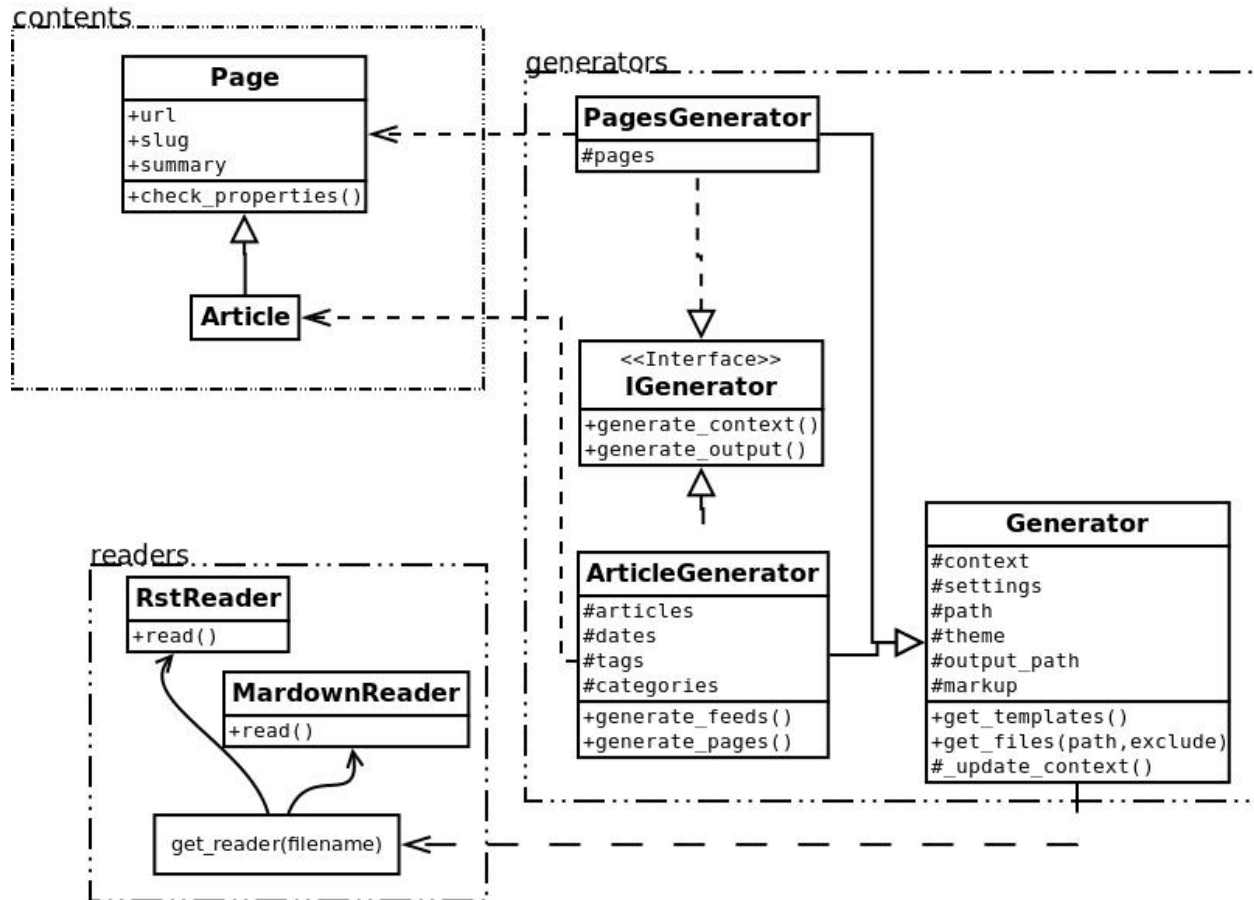 contents
Page
+url
+slug
+summary
+check_properties()
Article
generators
PagesGenerator
#pages
<<Interface>>
IGenerator
+generate_context()
+generate_output()
ArticleGenerator
#articles
#dates
#tags
#categories
+generate_feeds()
+generate_pages()
Generator
#context
#settings
#path
#theme
#output_path
#markup
+get_templates()
+get_files(path,exclude)
#_update_context()
readers
RstReader
+read()
MardownReader
+read()
get_reader(filename)